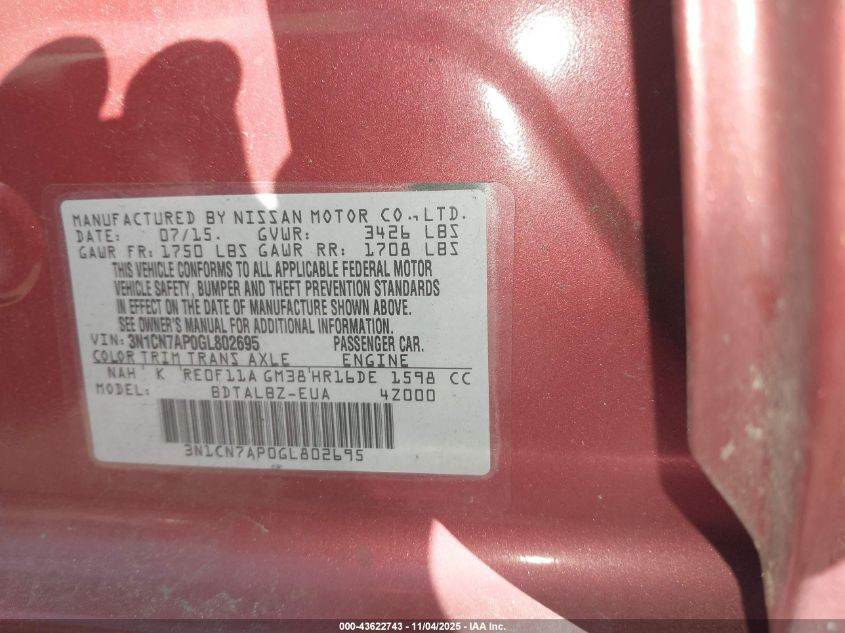 MANUFACTURED BY NISSAN MOTOR CO.,LTD.
DATE: 07/15. GVWR: 3426 LBS
GAWR FR: 1750 LBS GAWR RR: 1708 LBS
THIS VEHICLE CONFORMS TO ALL APPLICABLE FEDERAL MOTOR
VEHICLE SAFETY, BUMPER AND THEFT PREVENTION STANDARDS
IN EFFECT ON THE DATE OF MANUFACTURE SHOWN ABOVE.
SEE OWNER'S MANUAL FOR ADDITIONAL INFORMATION.
VIN: 3N1CN7AP0GL802695 PASSENGER CAR.
COLOR TRIM TRANS AXLE ENGINE
NAH K RE0F11A GM38 HR16DE 1598 CC
MODEL: BDTALBZ-EUA 4Z000
3N1CN7AP0GL802695
000-43622743 - 11/04/2025 - IAA Inc.